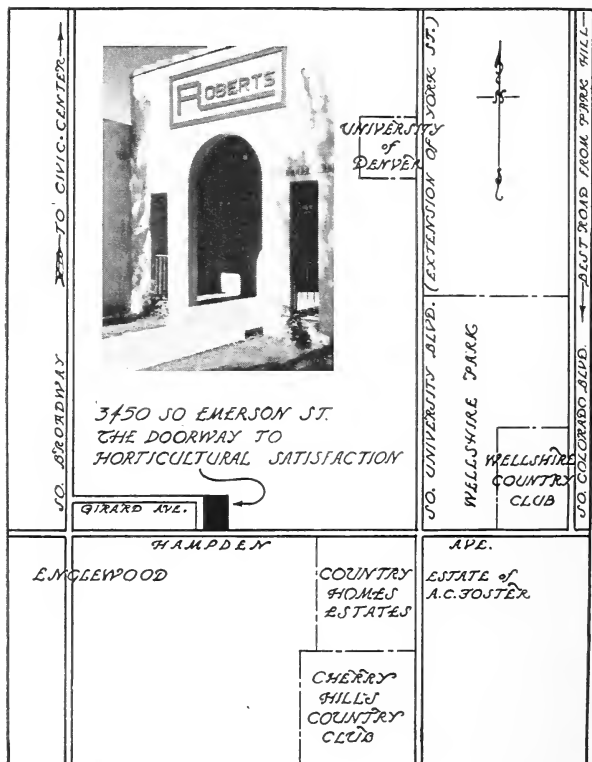 TO CIVIC-CENTER
SO. BROADWAY
ROBERTS
UNIVERSITY
of
DENVER
SO. UNIVERSITY BLVD. (EXTENSION OF YORK ST.)
BEST ROAD FROM PARK HILL
SO. COLORADO BLVD.
WELLSHIRE PARK
WELLSHIRE
COUNTRY
CLUB
3450 SO EMERSON ST.
THE DOORWAY TO
HORTICULTURAL SATISFACTION
GIRARD AVE.
HAMPDEN AVE.
ENGLEWOOD
COUNTRY
HOMES
ESTATES
ESTATE of
A.C. FOSTER
CHERRY
HILLS
COUNTRY
CLUB